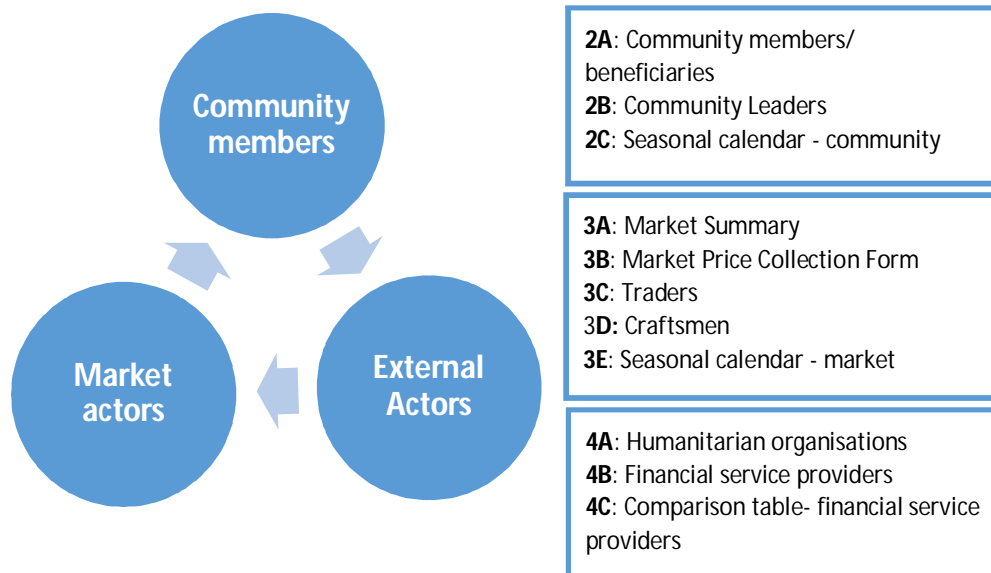 Community
members
Market
actors
External
Actors
2A: Community members/
beneficiaries
2B: Community Leaders
2C: Seasonal calendar - community
3A: Market Summary
3B: Market Price Collection Form
3C: Traders
3D: Craftsmen
3E: Seasonal calendar - market
4A: Humanitarian organisations
4B: Financial service providers
4C: Comparison table- financial service
providers